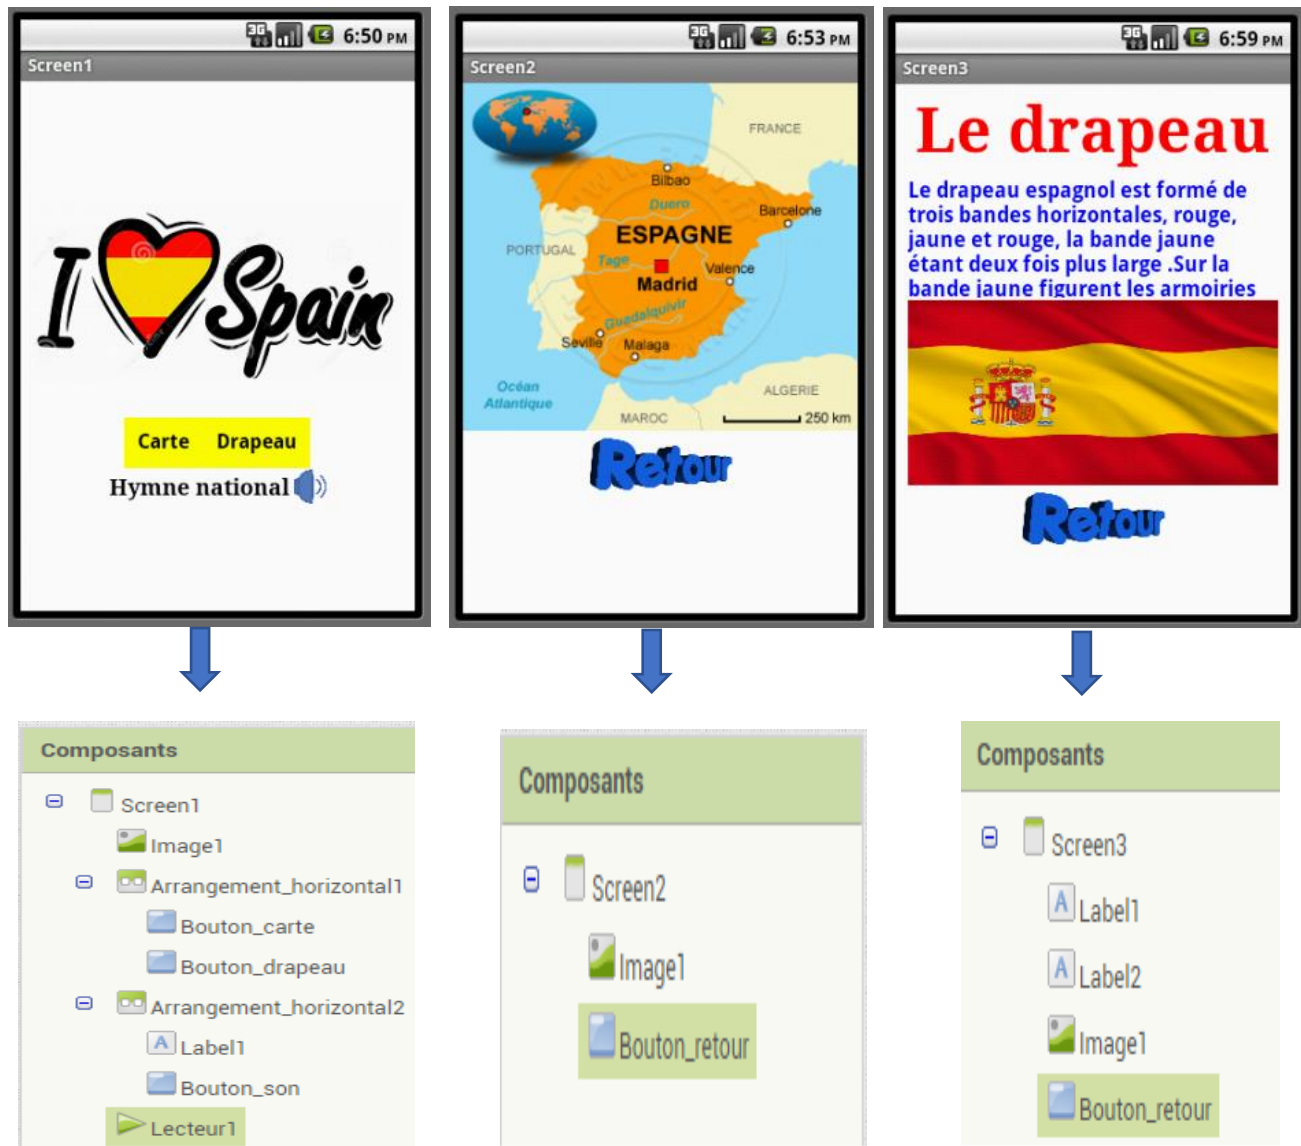 3G 6:50 PM
Screen1
I Spain
Carte Drapeau
Hymne national
3G 6:53 PM
Screen2
FRANCE
Bilbao
Duero
Barcelone
ESPAGNE
PORTUGAL
Tage
Valence
Madrid
Guadalquivir
Seville
Malaga
Océan
Atlantique
ALGERIE
MAROC
250 km
Retour
3G 6:59 PM
Screen3
Le drapeau
Le drapeau espagnol est formé de
trois bandes horizontales, rouge,
jaune et rouge, la bande jaune
étant deux fois plus large .Sur la
bande jaune figurent les armoiries
Retour
Composants
Screen1
Image1
Arrangement_horizontal1
Bouton_carte
Bouton_drapeau
Arrangement_horizontal2
A Label1
Bouton_son
Lecteur1
Composants
Screen2
Image1
Bouton_retour
Composants
Screen3
A Label1
A Label2
Image1
Bouton_retour